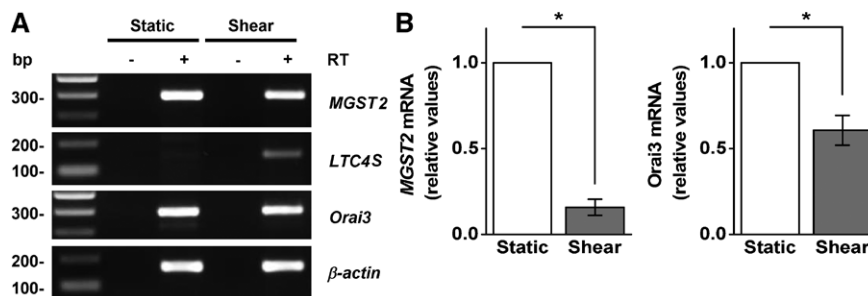 A
Static Shear
bp - + - + RT
300- MGST2
200- LTC4S
100-
300- Orai3
200- β-actin
100-
B
*
MGST2 mRNA
(relative values)
1.0
0.5
0.0
Static Shear
*
Orai3 mRNA
(relative values)
1.0
0.5
0.0
Static Shear